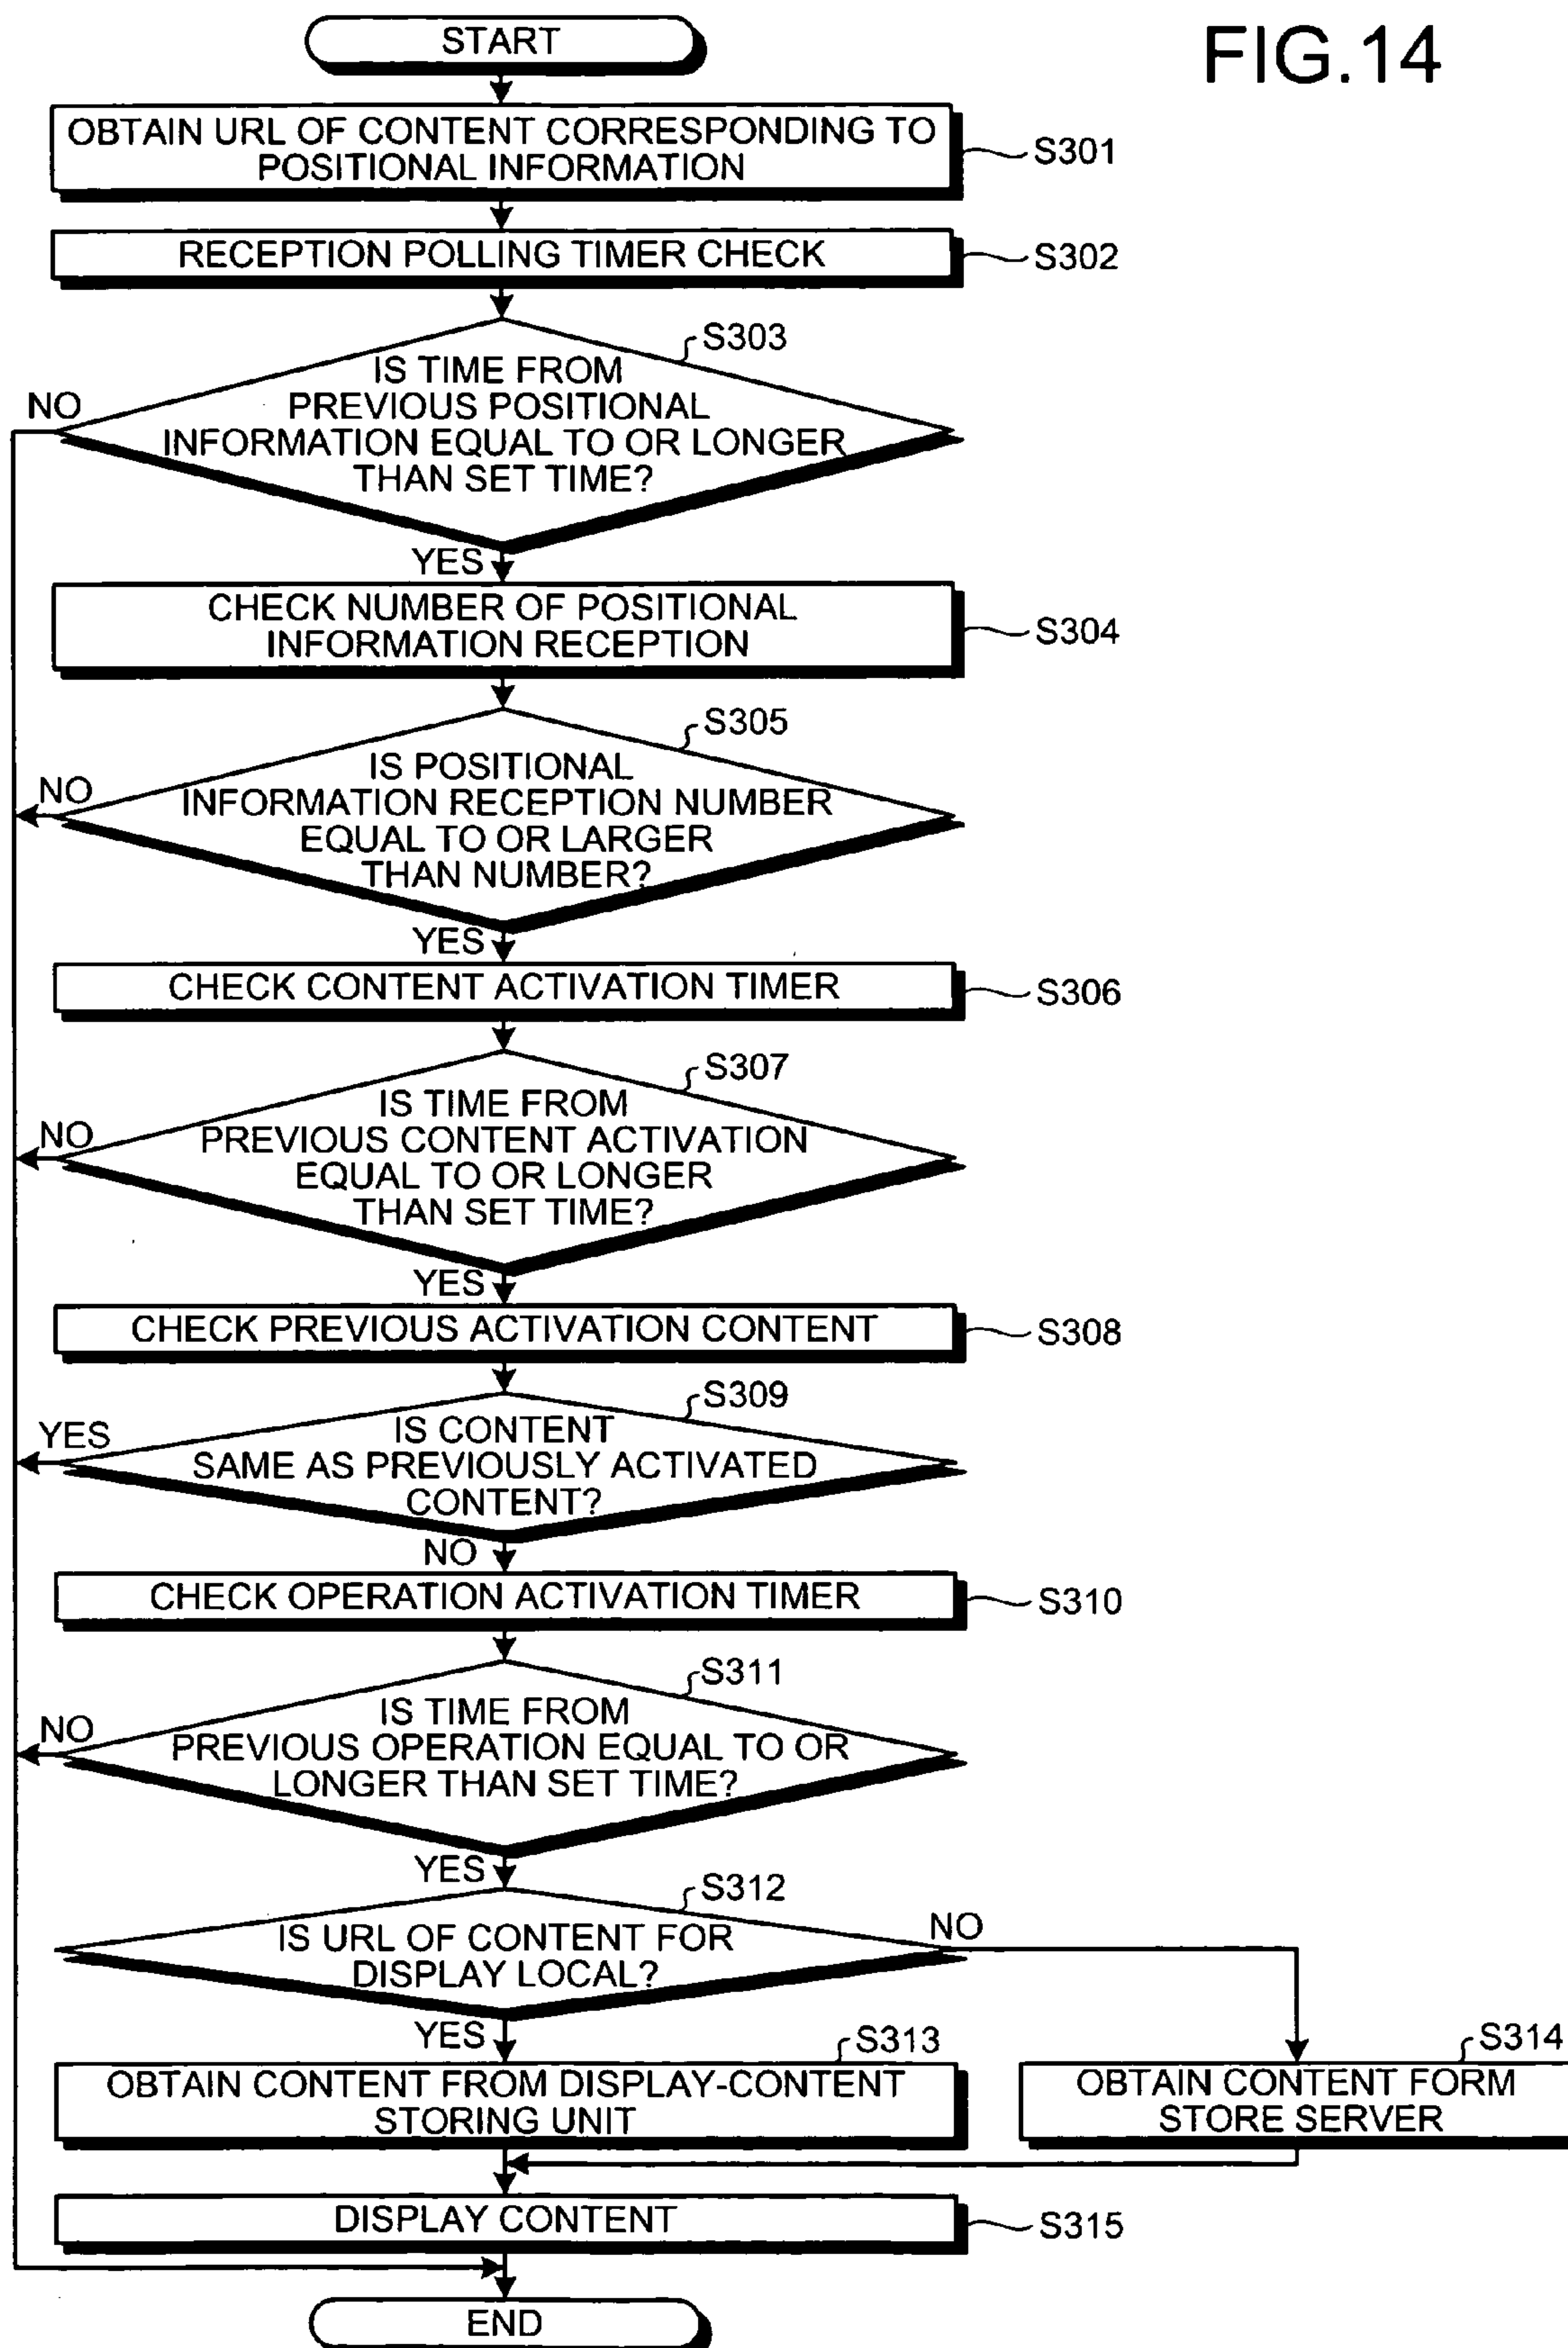 FIG.14
START
OBTAIN URL OF CONTENT CORRESPONDING TO
POSITIONAL INFORMATION
S301
RECEPTION POLLING TIMER CHECK
S302
S303
IS TIME FROM
PREVIOUS POSITIONAL
INFORMATION EQUAL TO OR LONGER
THAN SET TIME?
NO
YES
CHECK NUMBER OF POSITIONAL
INFORMATION RECEPTION
S304
S305
IS POSITIONAL
INFORMATION RECEPTION NUMBER
EQUAL TO OR LARGER
THAN NUMBER?
NO
YES
CHECK CONTENT ACTIVATION TIMER
S306
S307
IS TIME FROM
PREVIOUS CONTENT ACTIVATION
EQUAL TO OR LONGER
THAN SET TIME?
NO
YES
CHECK PREVIOUS ACTIVATION CONTENT
S308
S309
IS CONTENT
SAME AS PREVIOUSLY ACTIVATED
CONTENT?
YES
NO
CHECK OPERATION ACTIVATION TIMER
S310
S311
IS TIME FROM
PREVIOUS OPERATION EQUAL TO OR
LONGER THAN SET TIME?
NO
YES
S312
IS URL OF CONTENT FOR
DISPLAY LOCAL?
NO
YES
S313
OBTAIN CONTENT FROM DISPLAY-CONTENT
STORING UNIT
S314
OBTAIN CONTENT FORM
STORE SERVER
DISPLAY CONTENT
S315
END